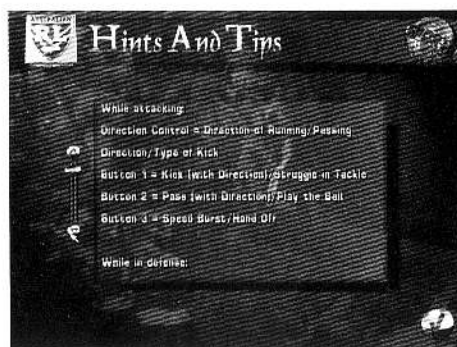 AUSTRALIAN
RL
Hints And Tips
While attacking:
Direction Control = Direction of Running/Passing
Direction/Type of Kick
Button 1 = Kick (with Direction)/Struggle in Tackle
Button 2 = Pass (with Direction)/Play the Ball
Button 3 = Speed Burst/Hand Off
While in defense: